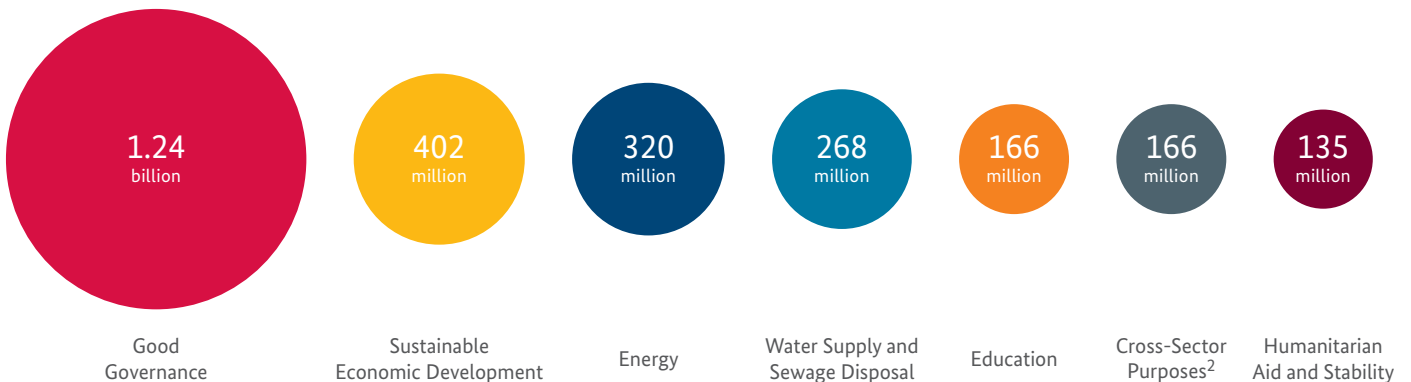 1.24
billion
402
million
320
million
268
million
166
million
166
million
135
million
Good
Governance
Sustainable
Economic Development
Energy
Water Supply and
Sewage Disposal
Education
Cross-Sector
Purposes²
Humanitarian
Aid and Stability